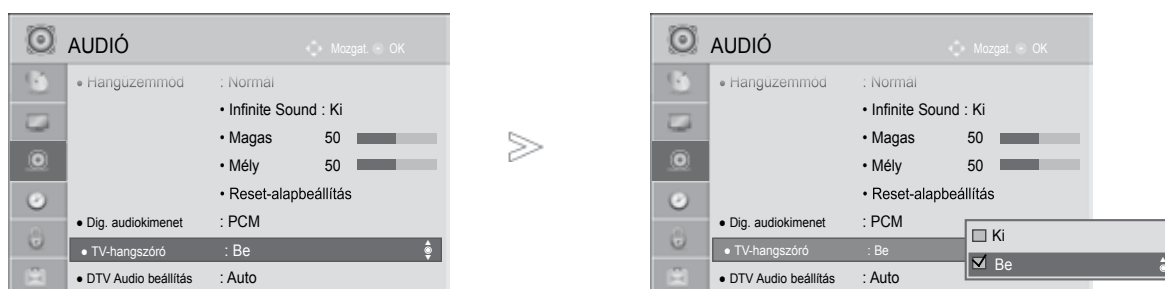 AUDIÓ Mozgat. OK
• Hangüzemmód : Normál
• Infinite Sound : Ki
• Magas 50
• Mély 50
• Reset-alapbeállítás
● Dig. audiokimenet : PCM
● TV-hangszóró : Be
● DTV Audio beállítás : Auto
AUDIÓ Mozgat. OK
• Hangüzemmód : Normál
• Infinite Sound : Ki
• Magas 50
• Mély 50
• Reset-alapbeállítás
● Dig. audiokimenet : PCM
● TV-hangszóró : Be
● DTV Audio beállítás : Auto
Ki
Be